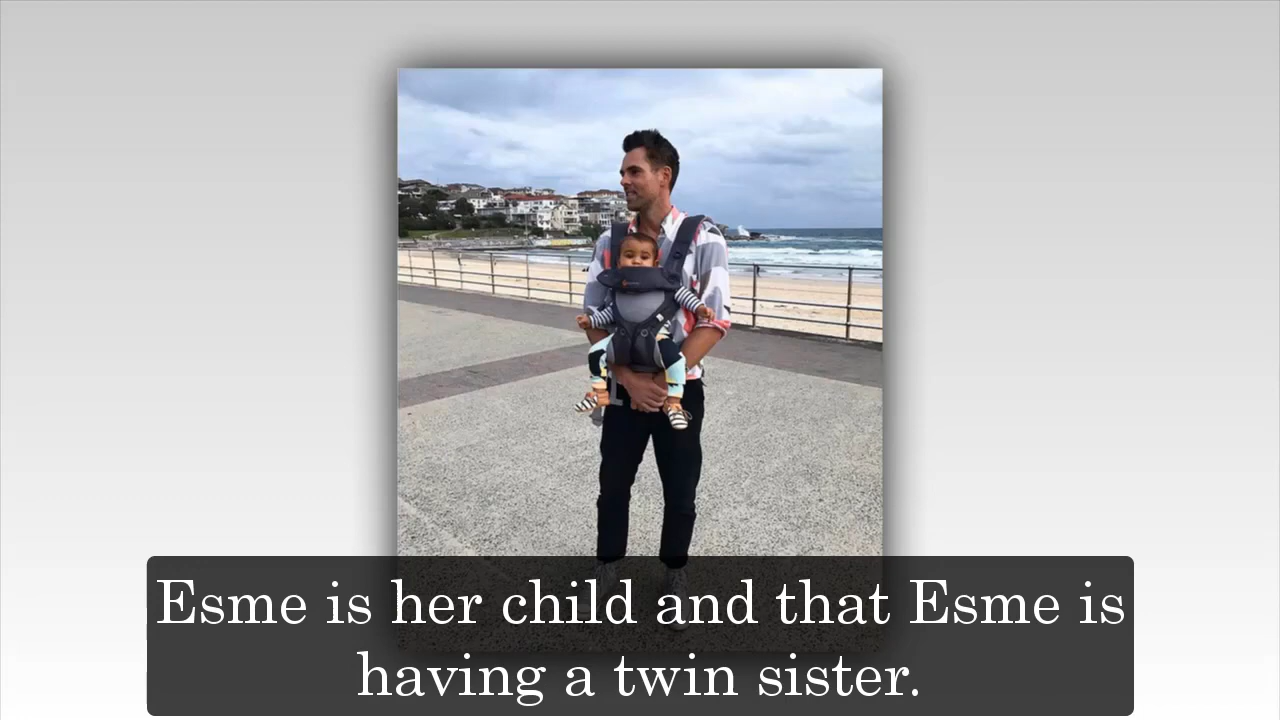 Esme is her child and that Esme is
having a twin sister.